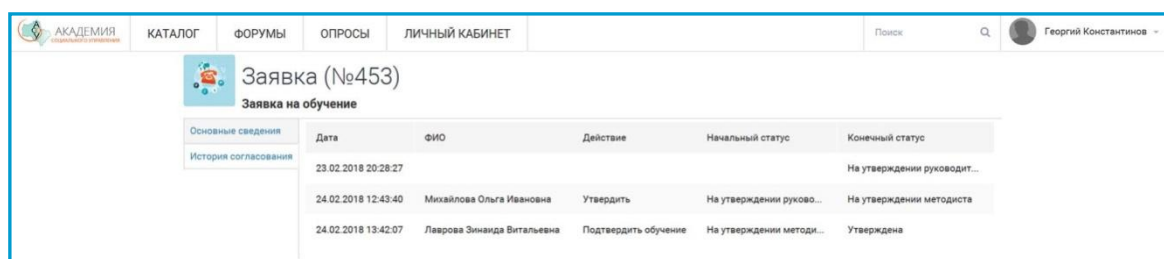 АКАДЕМИЯ
СОЦИАЛЬНОГО УПРАВЛЕНИЯ
КАТАЛОГ ФОРУМЫ ОПРОСЫ ЛИЧНЫЙ КАБИНЕТ Поиск Георгий Константинов
Заявка (№453)
Заявка на обучение
Основные сведения
История согласования
Дата ФИО Действие Начальный статус Конечный статус
23.02.2018 20:28:27 На утверждении руководит...
24.02.2018 12:43:40 Михайлова Ольга Ивановна Утвердить На утверждении руково... На утверждении методиста
24.02.2018 13:42:07 Лаврова Зинаида Витальевна Подтвердить обучение На утверждении методи... Утверждена